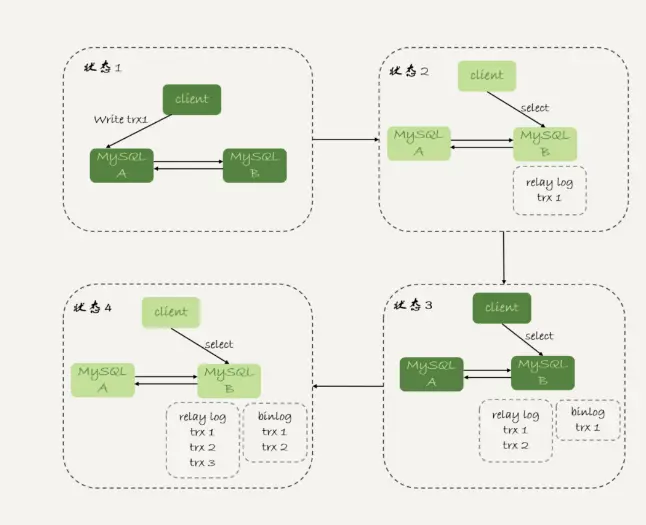 状态1
client
Write trx1
MySQL
A
MySQL
B
状态2
client
select
MySQL
A
MySQL
B
relay log
trx 1
状态3
client
select
MySQL
A
MySQL
B
relay log
trx 1
trx 2
binlog
trx 1
状态4
client
select
MySQL
A
MySQL
B
relay log
trx 1
trx 2
trx 3
binlog
trx 1
trx 2